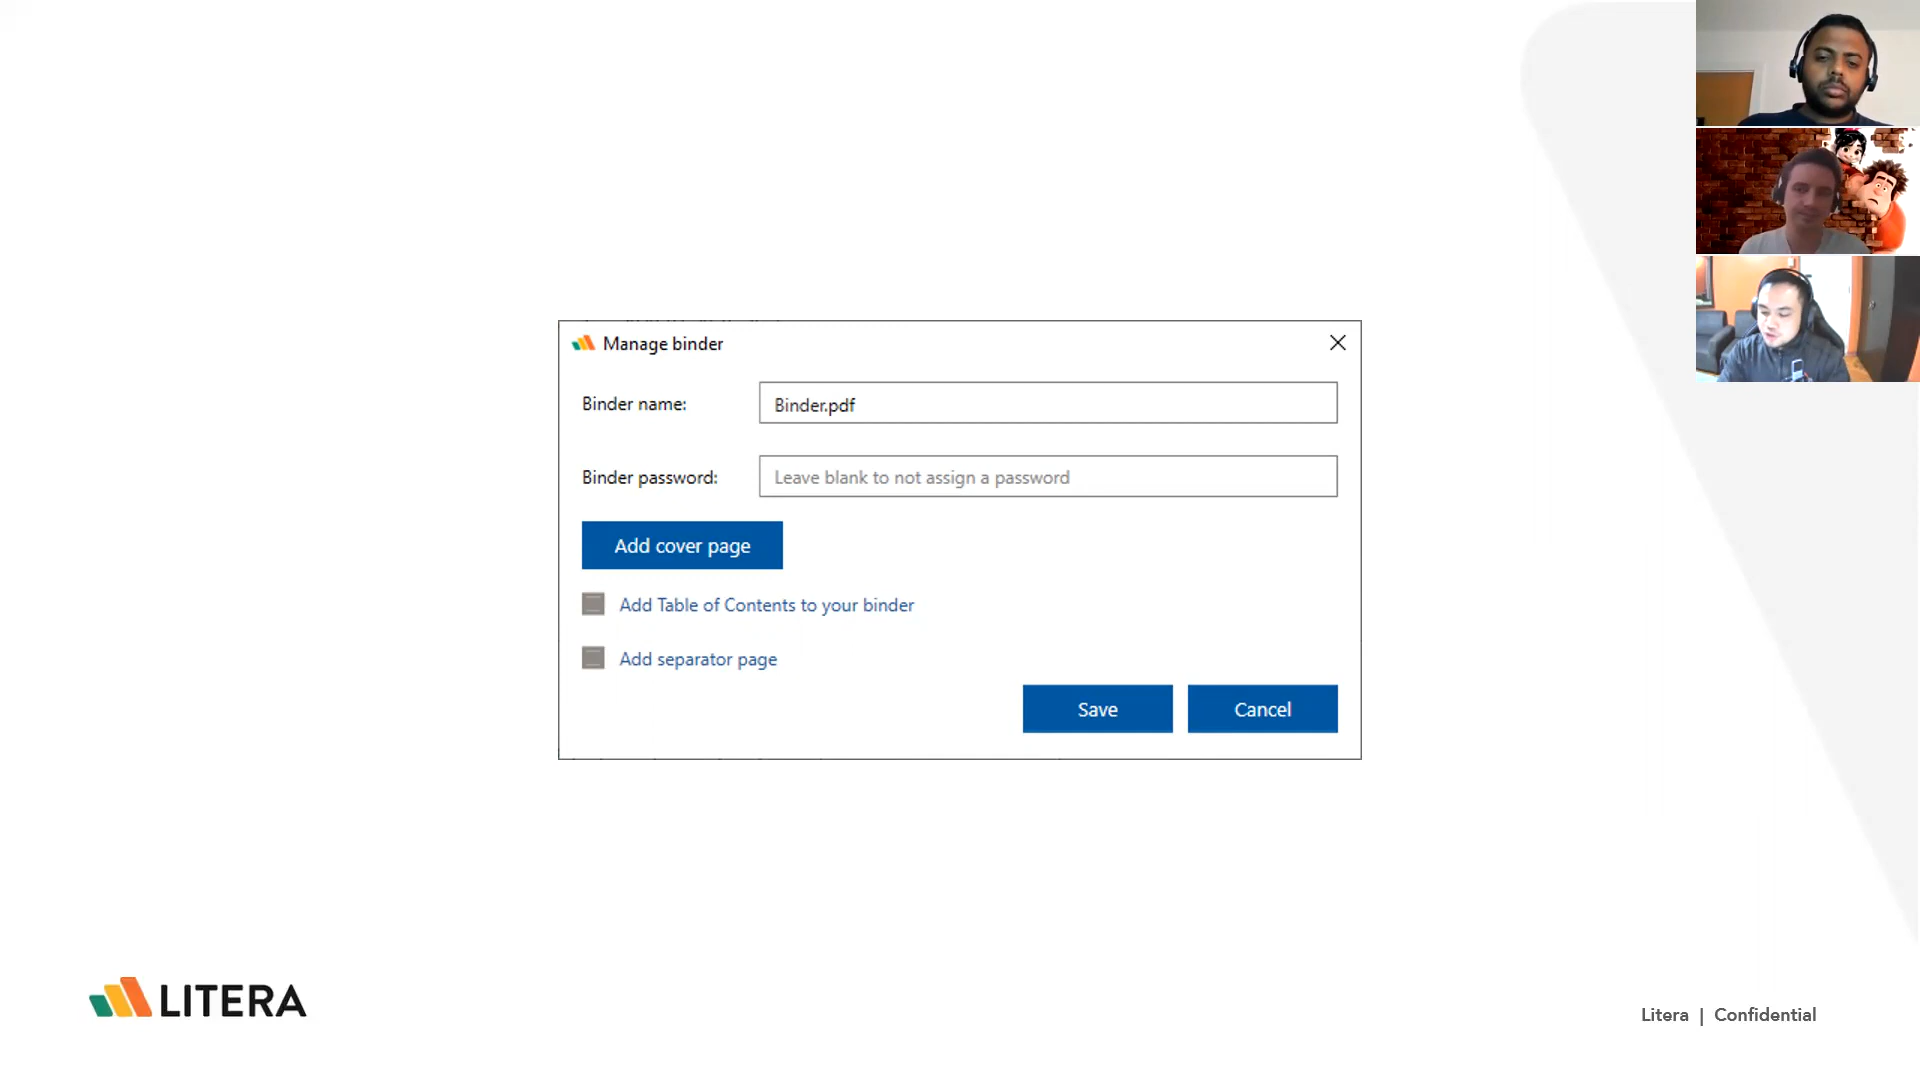 Manage binder
Binder name:
Binder.pdf
Binder password:
Leave blank to not assign a password
Add cover page
Add Table of Contents to your binder
Add separator page
Save
Cancel
LITERA
Litera | Confidential